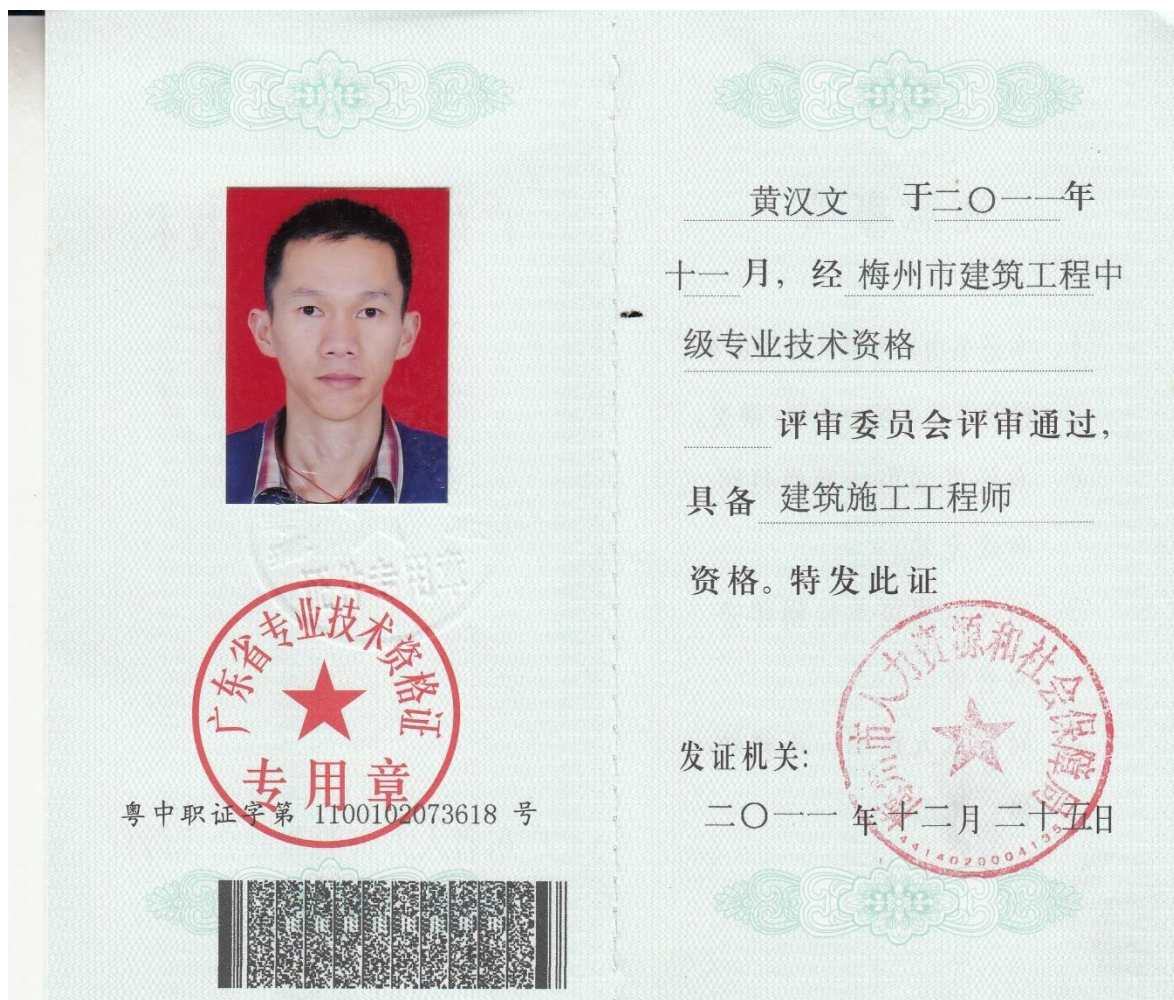 广东省专业技术资格证
专用章
粤中职证字第 1100102073618 号
黄汉文 于二〇一一年
十一月，经 梅州市建筑工程中
级专业技术资格
评审委员会评审通过，
具备 建筑施工工程师
资格。特发此证
梅州市人力资源和社会保障局
发证机关：
二〇一一 年 十二月 二十五日